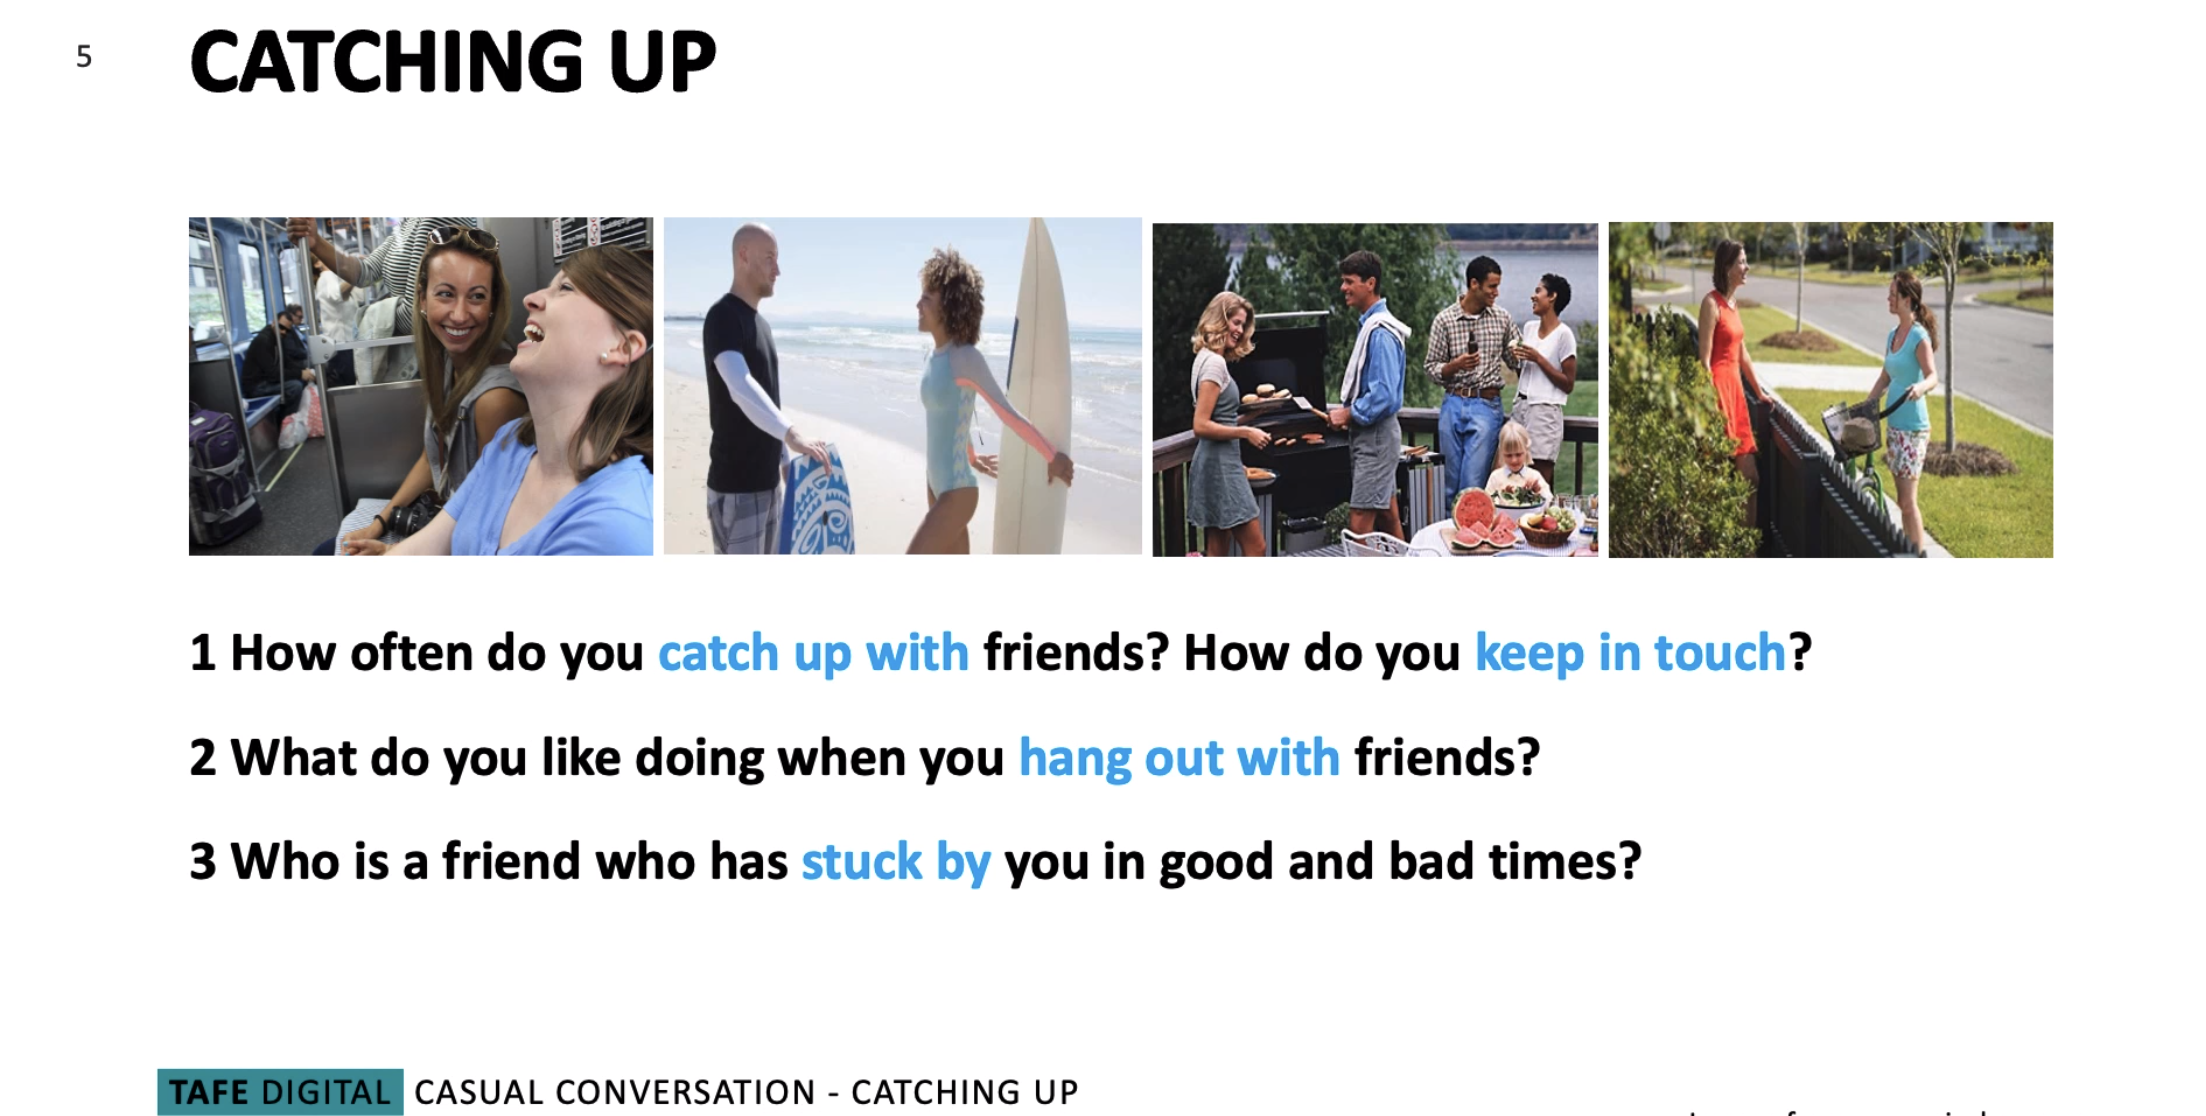 5
CATCHING UP
1 How often do you catch up with friends? How do you keep in touch?
2 What do you like doing when you hang out with friends?
3 Who is a friend who has stuck by you in good and bad times?
TAFE DIGITAL CASUAL CONVERSATION - CATCHING UP